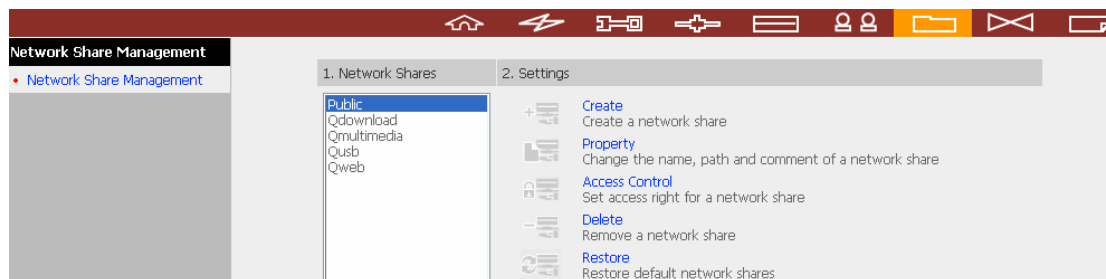 Network Share Management
• Network Share Management
1. Network Shares
2. Settings
Public
Qdownload
Qmultimedia
Qusb
Qweb
Create
Create a network share
Property
Change the name, path and comment of a network share
Access Control
Set access right for a network share
Delete
Remove a network share
Restore
Restore default network shares